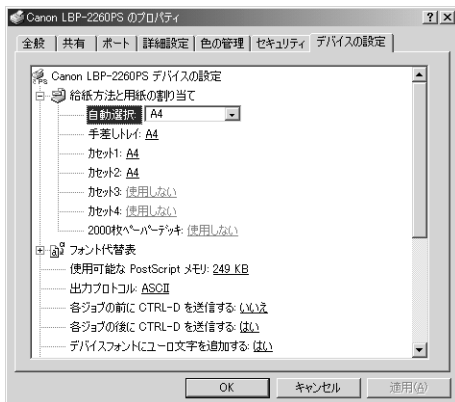 Canon LBP-2260PS のプロパティ
全般 共有 ポート 詳細設定 色の管理 セキュリティ デバイスの設定
Canon LBP-2260PS デバイスの設定
給紙方法と用紙の割り当て
自動選択: A4
手差しトレイ: A4
カセット1: A4
カセット2: A4
カセット3: 使用しない
カセット4: 使用しない
2000枚ペーパーデッキ: 使用しない
フォント代替表
使用可能な PostScript メモリ: 249 KB
出力プロトコル: ASCII
各ジョブの前に CTRL-D を送信する: いいえ
各ジョブの後に CTRL-D を送信する: はい
デバイスフォントにユーロ文字を追加する: はい
OK キャンセル 適用(A)